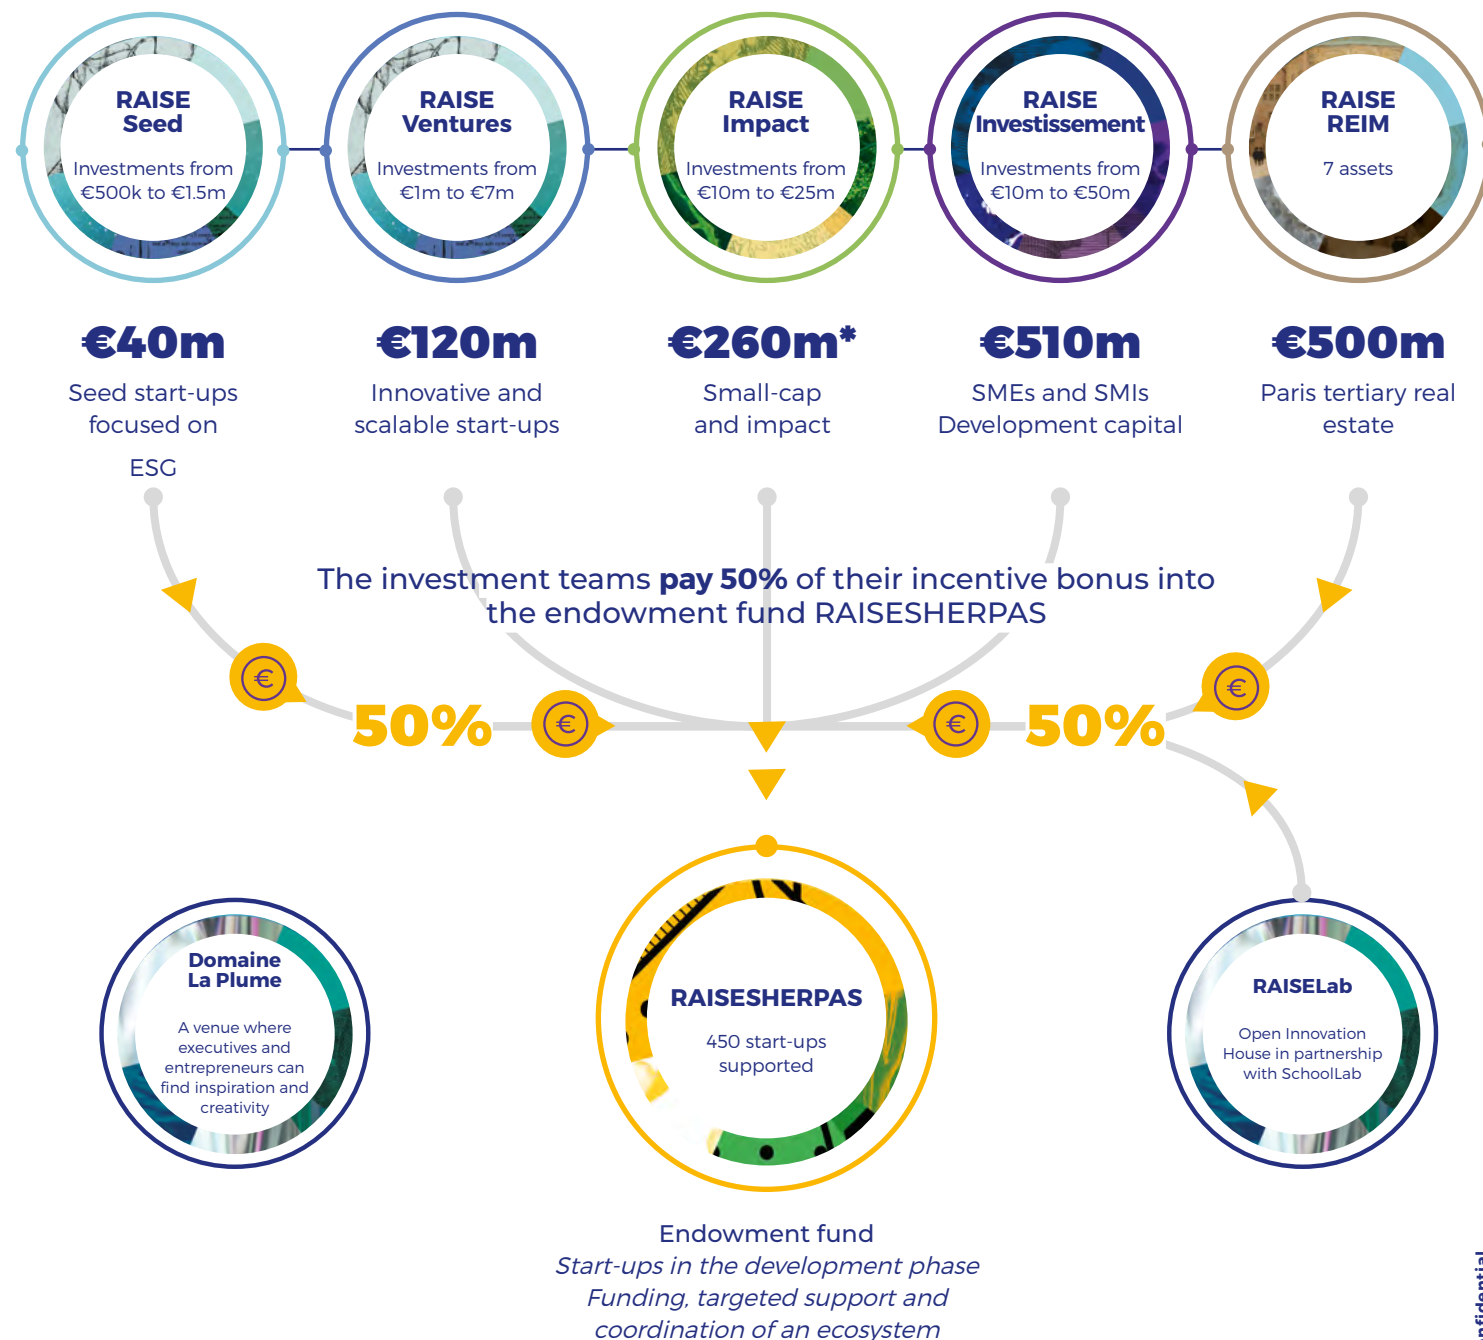 RAISE
Seed
Investments from
€500k to €1.5m
RAISE
Ventures
Investments from
€1m to €7m
RAISE
Impact
Investments from
€10m to €25m
RAISE
Investissement
Investments from
€10m to €50m
RAISE
REIM
7 assets
€40m
Seed start-ups
focused on
ESG
€120m
Innovative and
scalable start-ups
€260m*
Small-cap
and impact
€510m
SMEs and SMIs
Development capital
€500m
Paris tertiary real
estate
The investment teams pay 50% of their incentive bonus into
the endowment fund RAISESHERPAS
€
50%
€
€
50%
€
Domaine
La Plume
A venue where
executives and
entrepreneurs can
find inspiration and
creativity
RAISESHERPAS
450 start-ups
supported
RAISELab
Open Innovation
House in partnership
with SchoolLab
Endowment fund
Start-ups in the development phase
Funding, targeted support and
coordination of an ecosystem